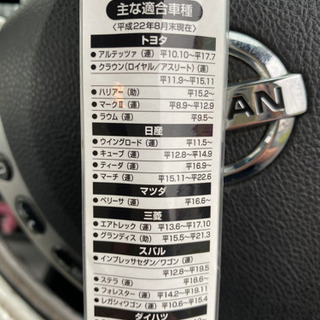 主な適合車種
〈平成22年8月末現在〉
トヨタ
● アルテッツァ（運） 平10.10～平17.7
● クラウン（ロイヤル／アスリート）（運）
平11.9～平15.11
● ハリアー（助） 平15.2～
● マークⅡ（運） 平8.9～平12.9
● ラウム（運） 平9.5～
日産
● ウイングロード（運） 平11.5～
● キューブ（運） 平12.8～平14.9
● ティーダ（運） 平16.9～
● マーチ（運） 平15.11～平22.6
マツダ
● ベリーサ（運） 平16.6～
三菱
● エアトレック（運） 平13.6～平17.10
● グランディス（助） 平15.5～平21.3
スバル
● インプレッサセダン／ワゴン（運）
平12.8～平19.5
● ステラ（運） 平18.6～
● フォレスター（運） 平14.2～平19.11
● レガシィワゴン（運） 平10.6～平15.4
ダイハツ
AN